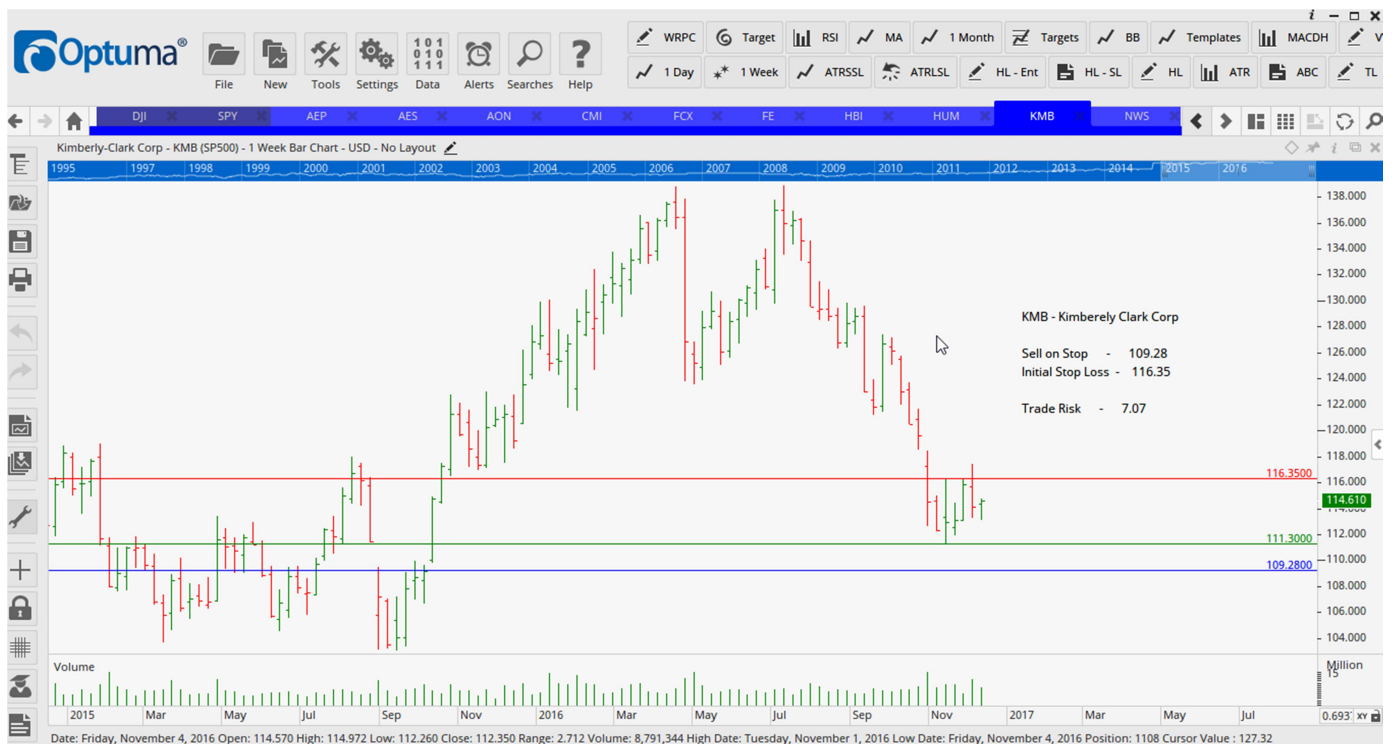 Optuma®
File
New
Tools
Settings
101
010
111
Data
Alerts
Searches
?
Help
WRPC
Target
RSI
MA
1 Month
Targets
BB
Templates
MACDH
1 Day
1 Week
ATRSSL
ATRLSL
HL - Ent
HL - SL
HL
ATR
ABC
TL
DJI
SPY
AEP
AES
AON
CMI
FCX
FE
HBI
HUM
KMB
NWS
Kimberly-Clark Corp - KMB (SP500) - 1 Week Bar Chart - USD - No Layout
1995 1997 1998 1999 2000 2001 2002 2003 2004 2005 2006 2007 2008 2009 2010 2011 2012 2013 2014 2015 2016
138.000
136.000
134.000
132.000
130.000
128.000
126.000
124.000
122.000
120.000
118.000
116.000
114.610
112.000
110.000
108.000
106.000
104.000
KMB - Kimberely Clark Corp
Sell on Stop - 109.28
Initial Stop Loss - 116.35
Trade Risk - 7.07
116.3500
111.3000
109.2800
Volume
Million
15
2015 Mar May Jul Sep Nov 2016 Mar May Jul Sep Nov 2017 Mar May Jul
XY
Date: Friday, November 4, 2016 Open: 114.570 High: 114.972 Low: 112.260 Close: 112.350 Range: 2.712 Volume: 8,791,344 High Date: Tuesday, November 1, 2016 Low Date: Friday, November 4, 2016 Position: 1108 Cursor Value : 127.32